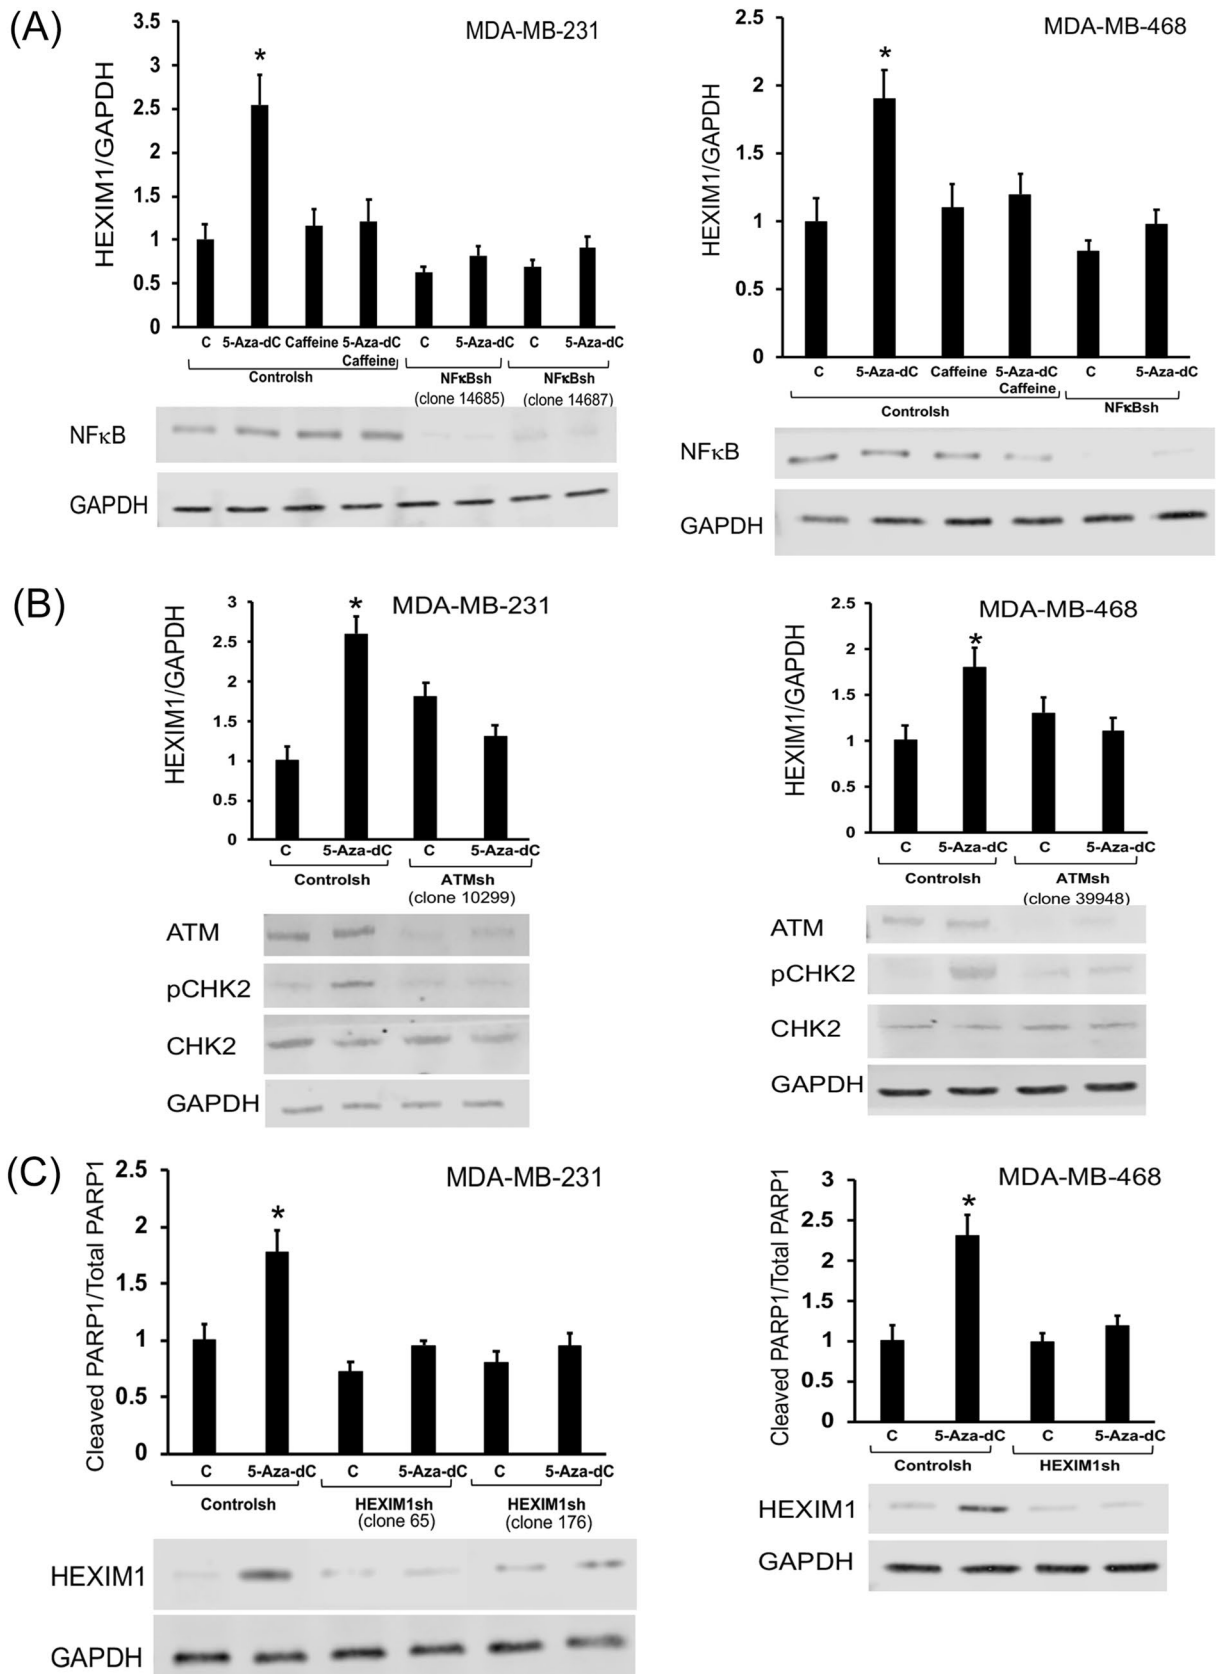 (A)
MDA-MB-231
HEXIM1/GAPDH
3.5
3
2.5
2
1.5
1
0.5
0
*
C 5-Aza-dC Caffeine 5-Aza-dC C 5-Aza-dC C 5-Aza-dC
Caffeine
Controlsh NFκBsh NFκBsh
(clone 14685) (clone 14687)
NFκB
GAPDH
MDA-MB-468
HEXIM1/GAPDH
2.5
2
1.5
1
0.5
0
*
C 5-Aza-dC Caffeine 5-Aza-dC C 5-Aza-dC
Caffeine
Controlsh NFκBsh
NFκB
GAPDH
(B)
MDA-MB-231
HEXIM1/GAPDH
3
2.5
2
1.5
1
0.5
0
*
C 5-Aza-dC C 5-Aza-dC
Controlsh ATMsh
(clone 10299)
ATM
pCHK2
CHK2
GAPDH
MDA-MB-468
HEXIM1/GAPDH
2.5
2
1.5
1
0.5
0
*
C 5-Aza-dC C 5-Aza-dC
Controlsh ATMsh
(clone 39948)
ATM
pCHK2
CHK2
GAPDH
(C)
MDA-MB-231
Cleaved PARP1/Total PARP1
2.5
2
1.5
1
0.5
0
*
C 5-Aza-dC C 5-Aza-dC C 5-Aza-dC
Controlsh HEXIM1sh HEXIM1sh
(clone 65) (clone 176)
HEXIM1
GAPDH
MDA-MB-468
Cleaved PARP1/Total PARP1
3
2.5
2
1.5
1
0.5
0
*
C 5-Aza-dC C 5-Aza-dC
Controlsh HEXIM1sh
HEXIM1
GAPDH